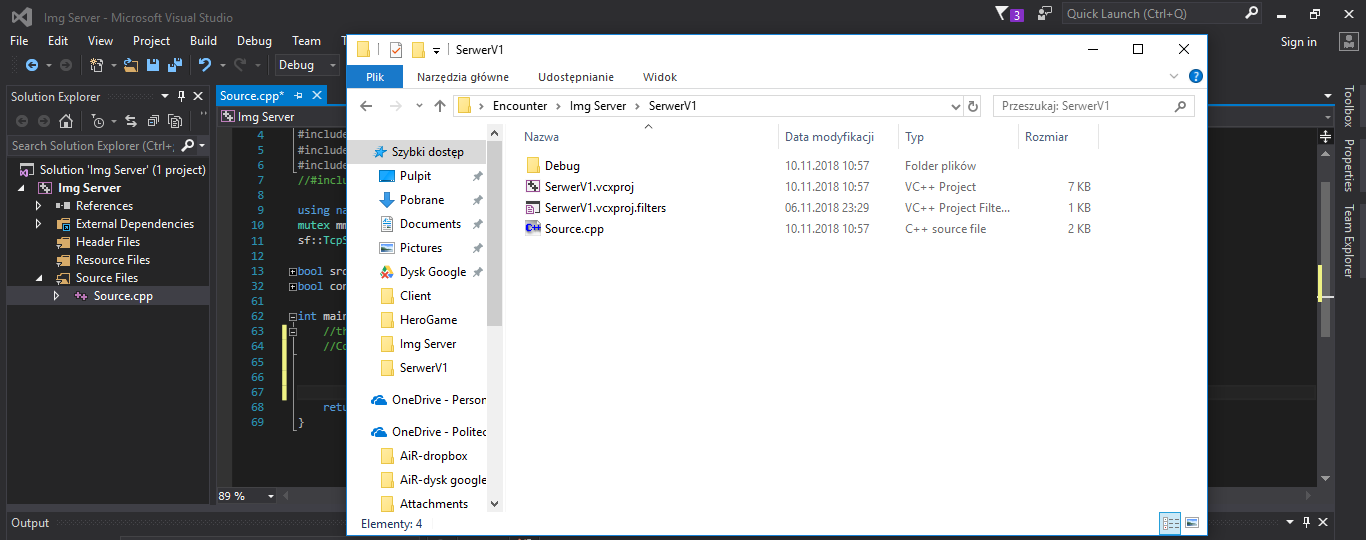 Img Server - Microsoft Visual Studio
3
Quick Launch (Ctrl+Q)
File Edit View Project Build Debug Team
Sign in
Debug
Solution Explorer
Search Solution Explorer (Ctrl+;
Solution 'Img Server' (1 project)
Img Server
References
External Dependencies
Header Files
Resource Files
Source Files
Source.cpp
Source.cpp*
Img Server
4 #include
5 #include
6 #include
7 //#inclu
8
9 using na
10 mutex mm
11 sf::TcpS
12
13 bool sro
32 bool con
61
62 int main
63 //th
64 //Co
65
66
67
68 retu
69 }
89 %
Output
SerwerV1
Plik Narzędzia główne Udostępnianie Widok
Encounter Img Server SerwerV1
Przeszukaj: SerwerV1
Szybki dostęp
Pulpit
Pobrane
Documents
Pictures
Dysk Google
Client
HeroGame
Img Server
SerwerV1
OneDrive - Person
OneDrive - Politec
AiR-dropbox
AiR-dysk google
Attachments
Nazwa Data modyfikacji Typ Rozmiar
Debug 10.11.2018 10:57 Folder plików
SerwerV1.vcxproj 10.11.2018 10:57 VC++ Project 7 KB
SerwerV1.vcxproj.filters 06.11.2018 23:29 VC++ Project Filte... 1 KB
Source.cpp 10.11.2018 10:57 C++ source file 2 KB
Elementy: 4
Toolbox
Properties
Team Explorer